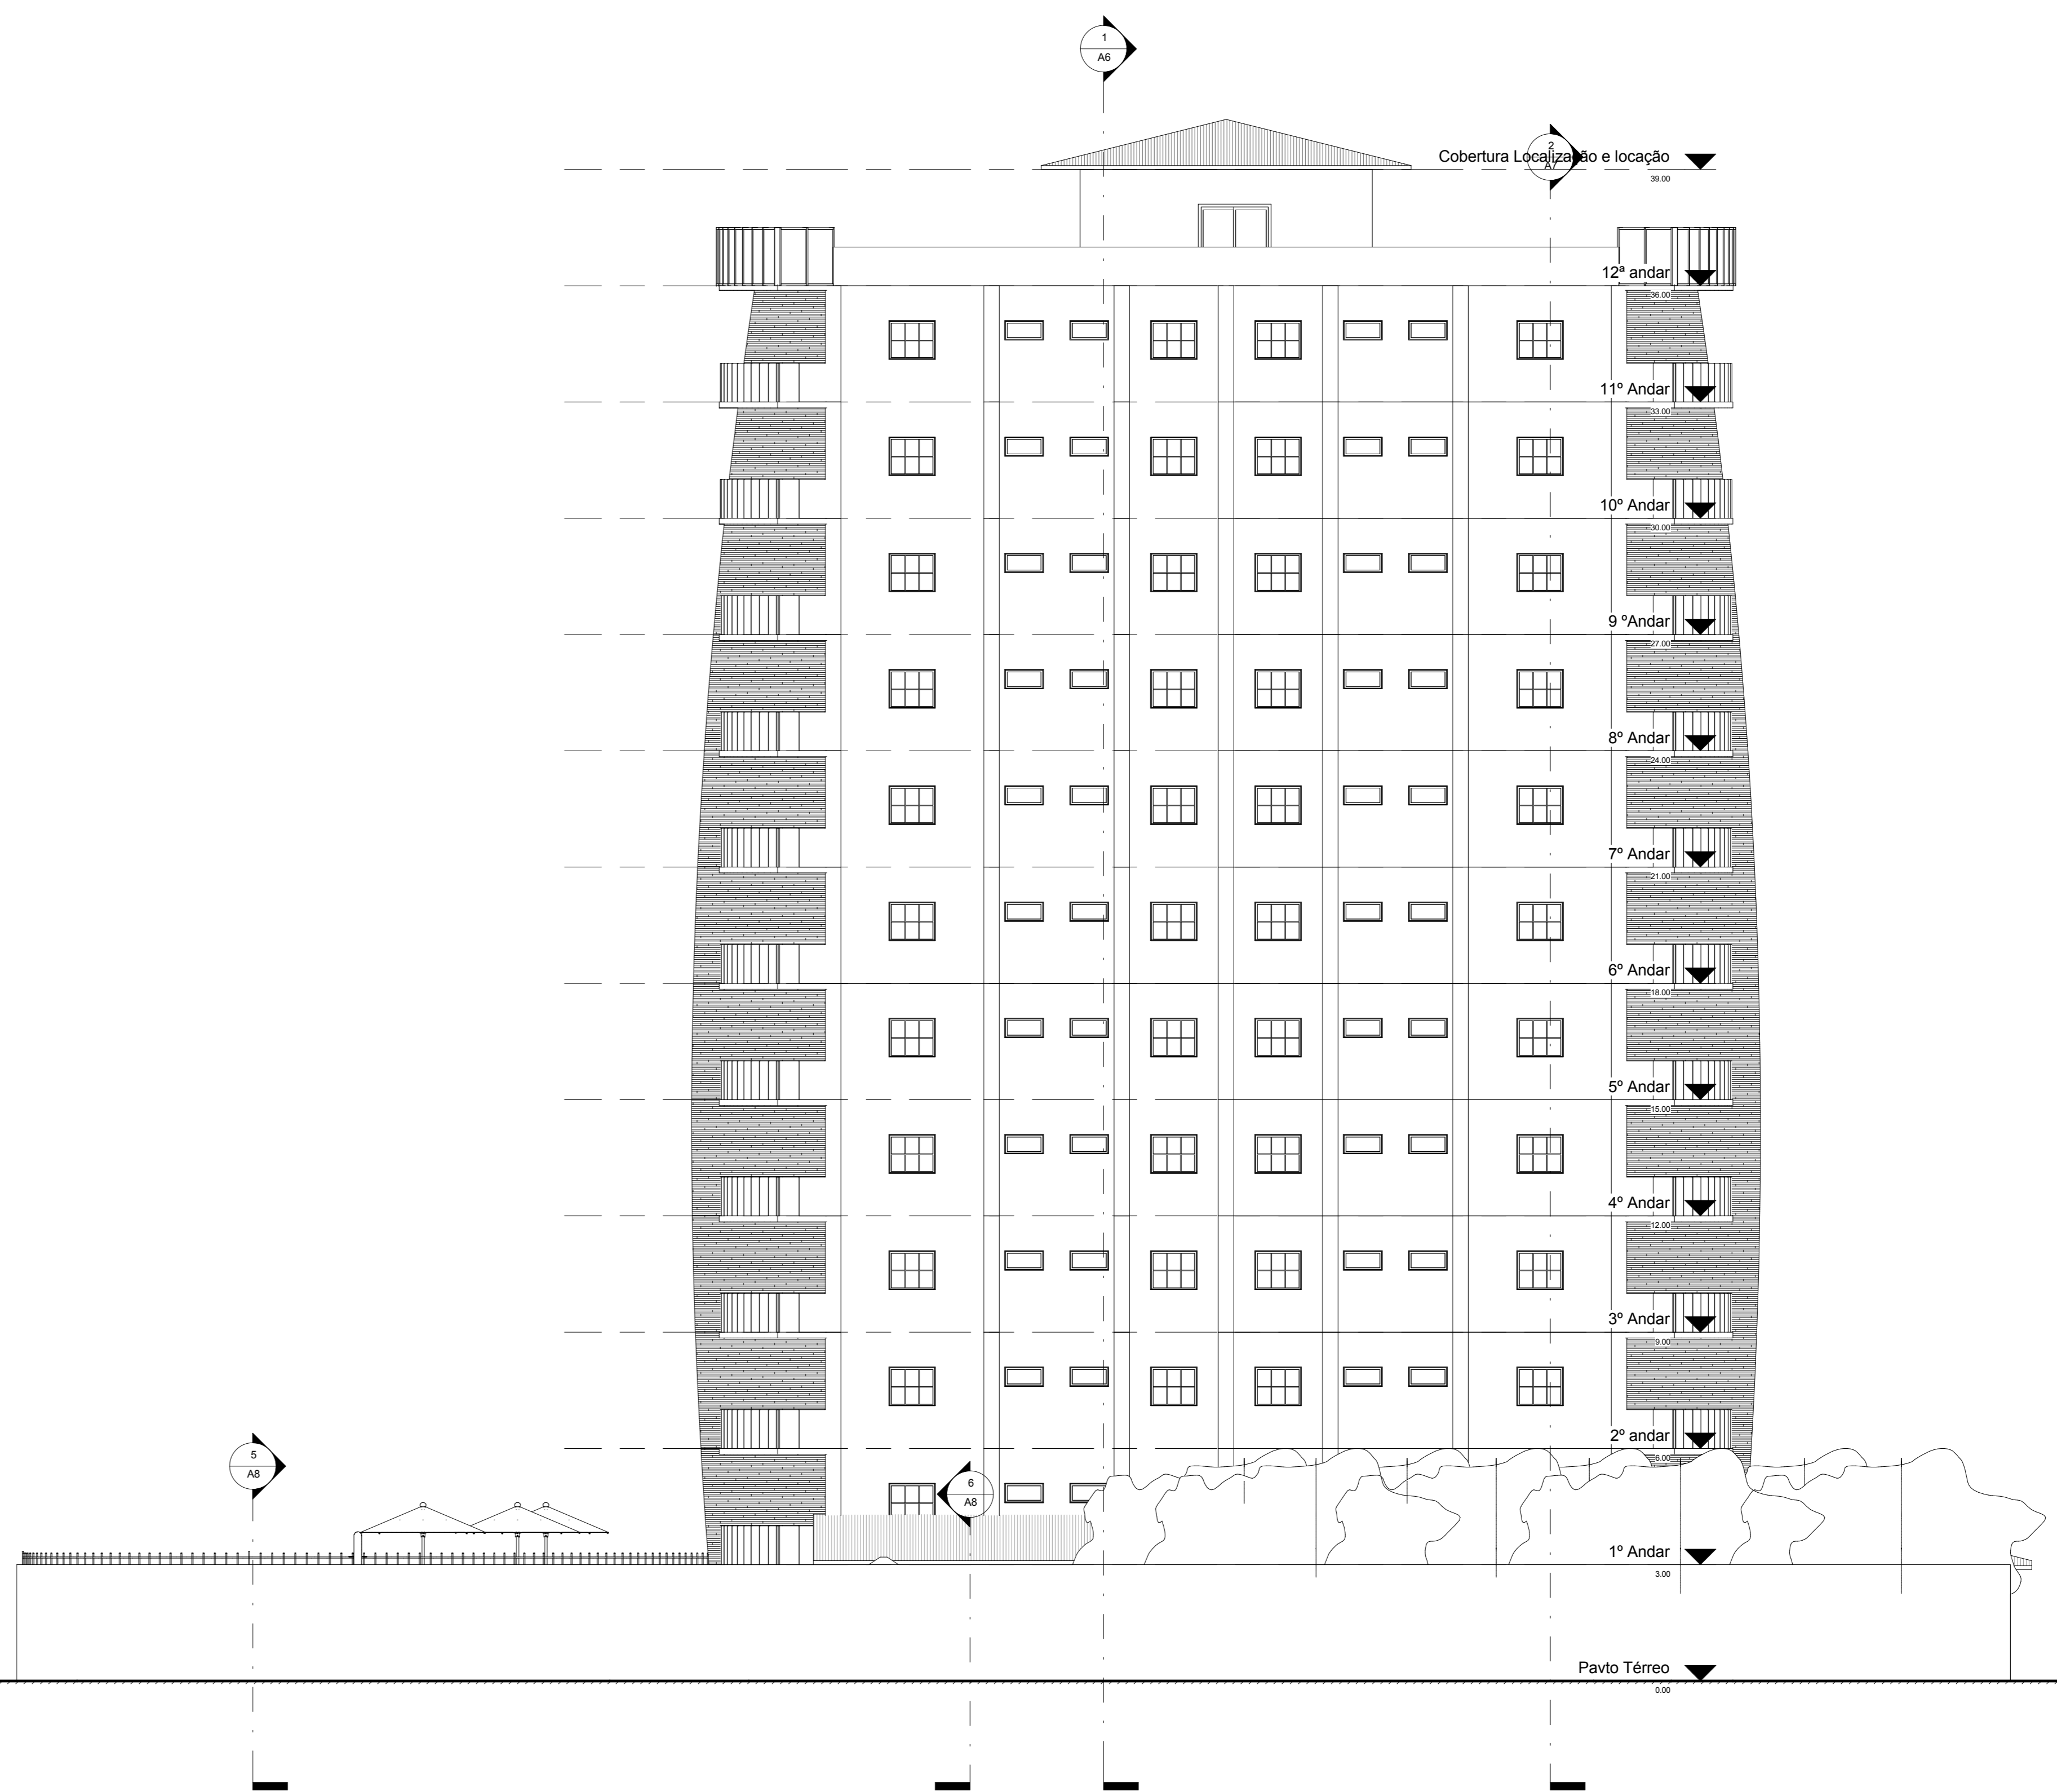 1
A6
2
Cobertura Localização e locação
A7
39.00
12ª andar
36.00
11º Andar
33.00
10º Andar
30.00
9 ºAndar
27.00
8º Andar
24.00
7º Andar
21.00
6º Andar
18.00
5º Andar
15.00
4º Andar
12.00
3º Andar
9.00
2º andar
6.00
5
A8
6
A8
1º Andar
3.00
Pavto Térreo
0.00